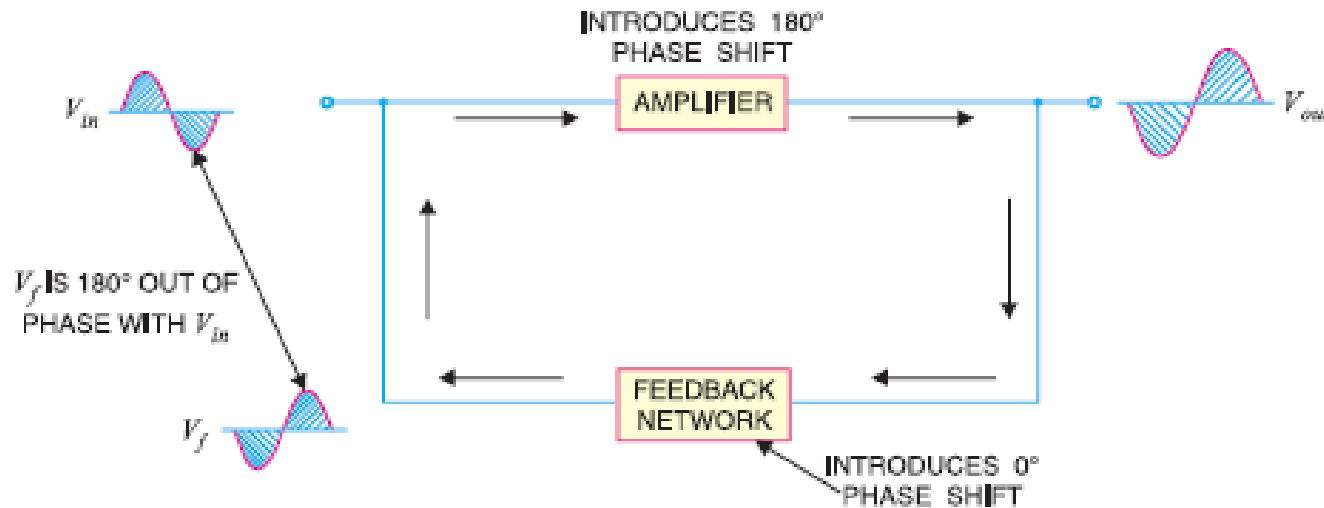 INTRODUCES 180°
PHASE SHIFT
AMPLIFIER
V_in
V_ou
V_f IS 180° OUT OF
PHASE WITH V_in
V_f
FEEDBACK
NETWORK
INTRODUCES 0°
PHASE SHIFT